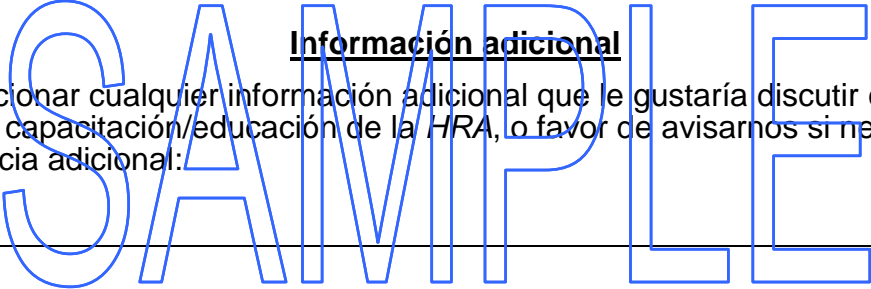 Información adicional
cionar cualquier información adicional que le gustaría discutir
capacitación/educación de la HRA, o favor de avisarnos si ne
cia adicional:
SAMPLE